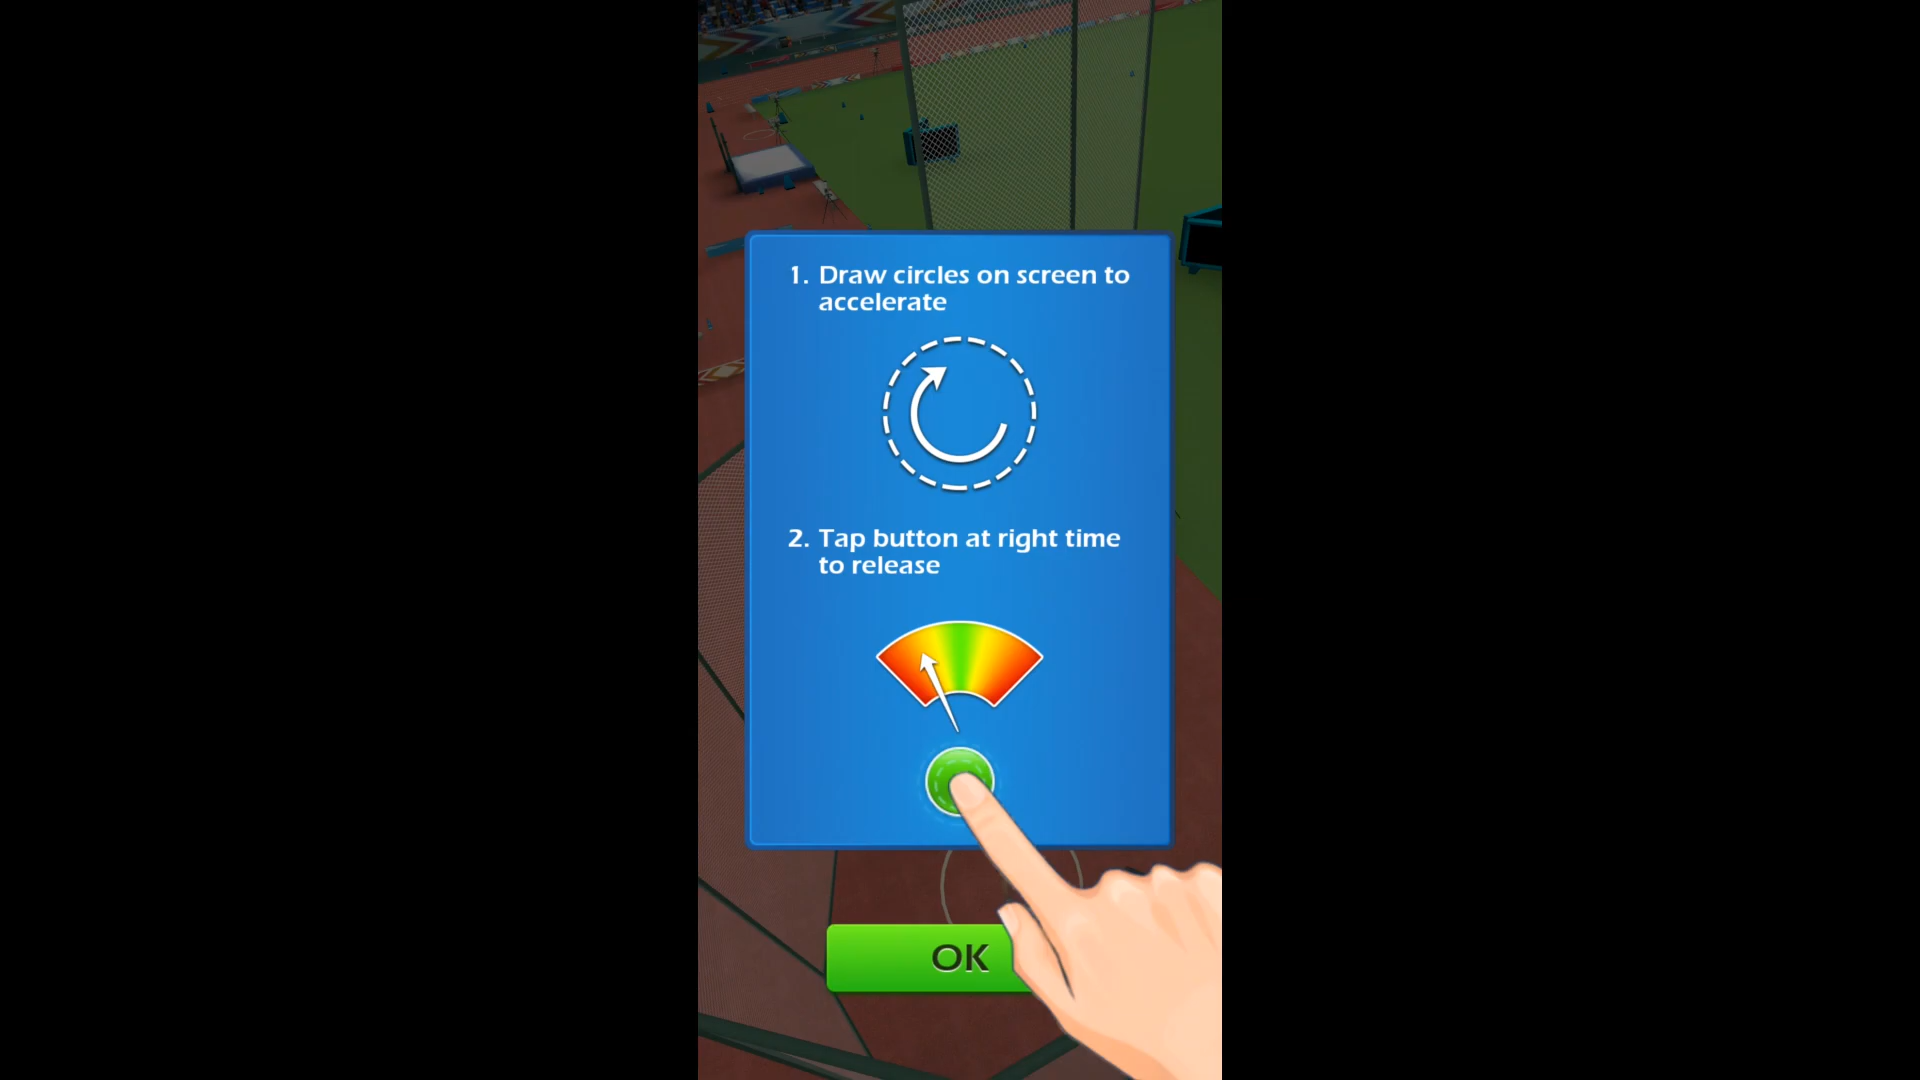 1. Draw circles on screen to
accelerate
2. Tap button at right time
to release
OK